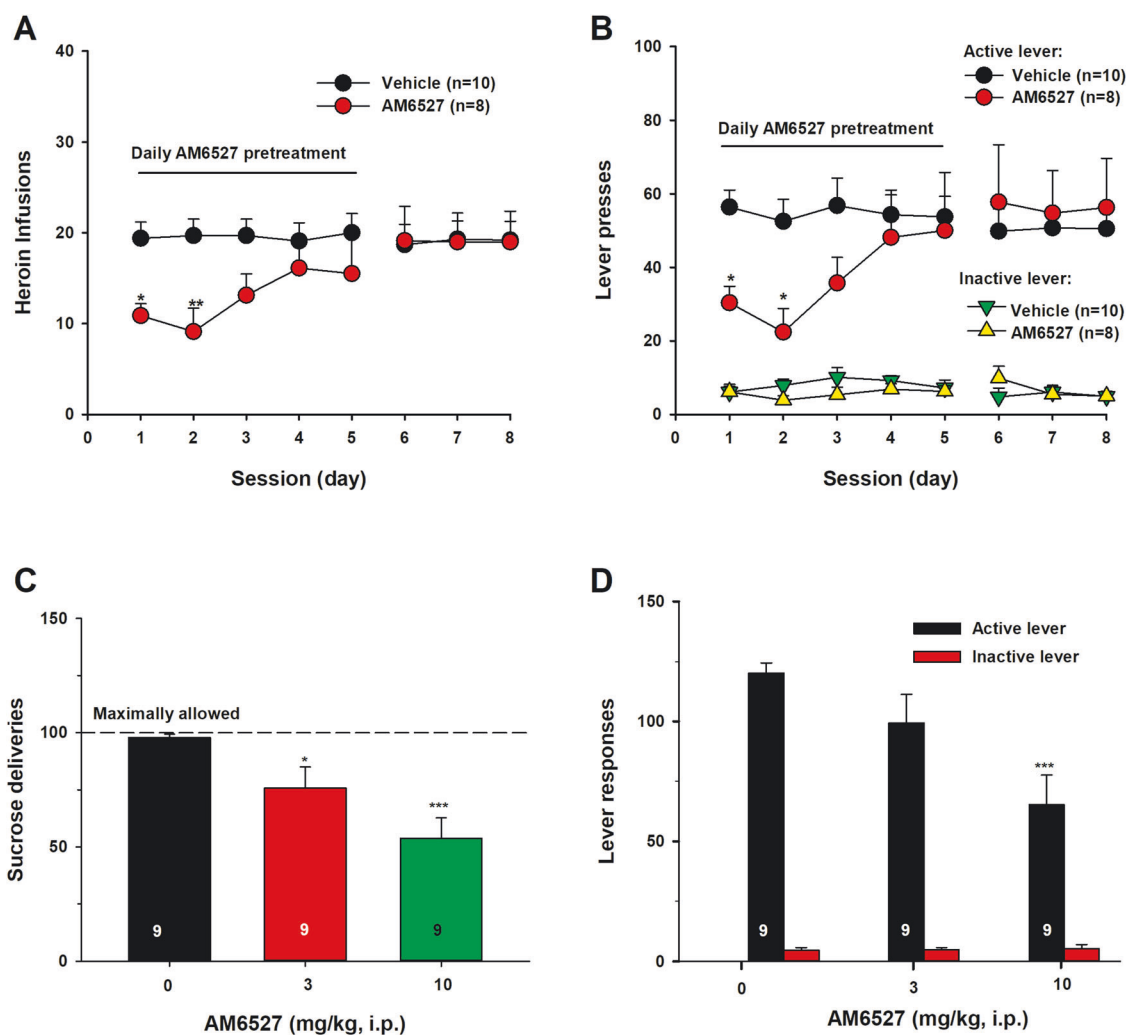 A
40
30
20
10
0
Heroin Infusions
Vehicle (n=10)
AM6527 (n=8)
Daily AM6527 pretreatment
*
**
0 1 2 3 4 5 6 7 8
Session (day)
B
100
80
60
40
20
0
Lever presses
Active lever:
Vehicle (n=10)
AM6527 (n=8)
Daily AM6527 pretreatment
*
*
Inactive lever:
Vehicle (n=10)
AM6527 (n=8)
0 1 2 3 4 5 6 7 8
Session (day)
C
150
100
50
0
Sucrose deliveries
Maximally allowed
*
***
9 9 9
0 3 10
AM6527 (mg/kg, i.p.)
D
150
100
50
0
Lever responses
Active lever
Inactive lever
***
9 9 9
0 3 10
AM6527 (mg/kg, i.p.)